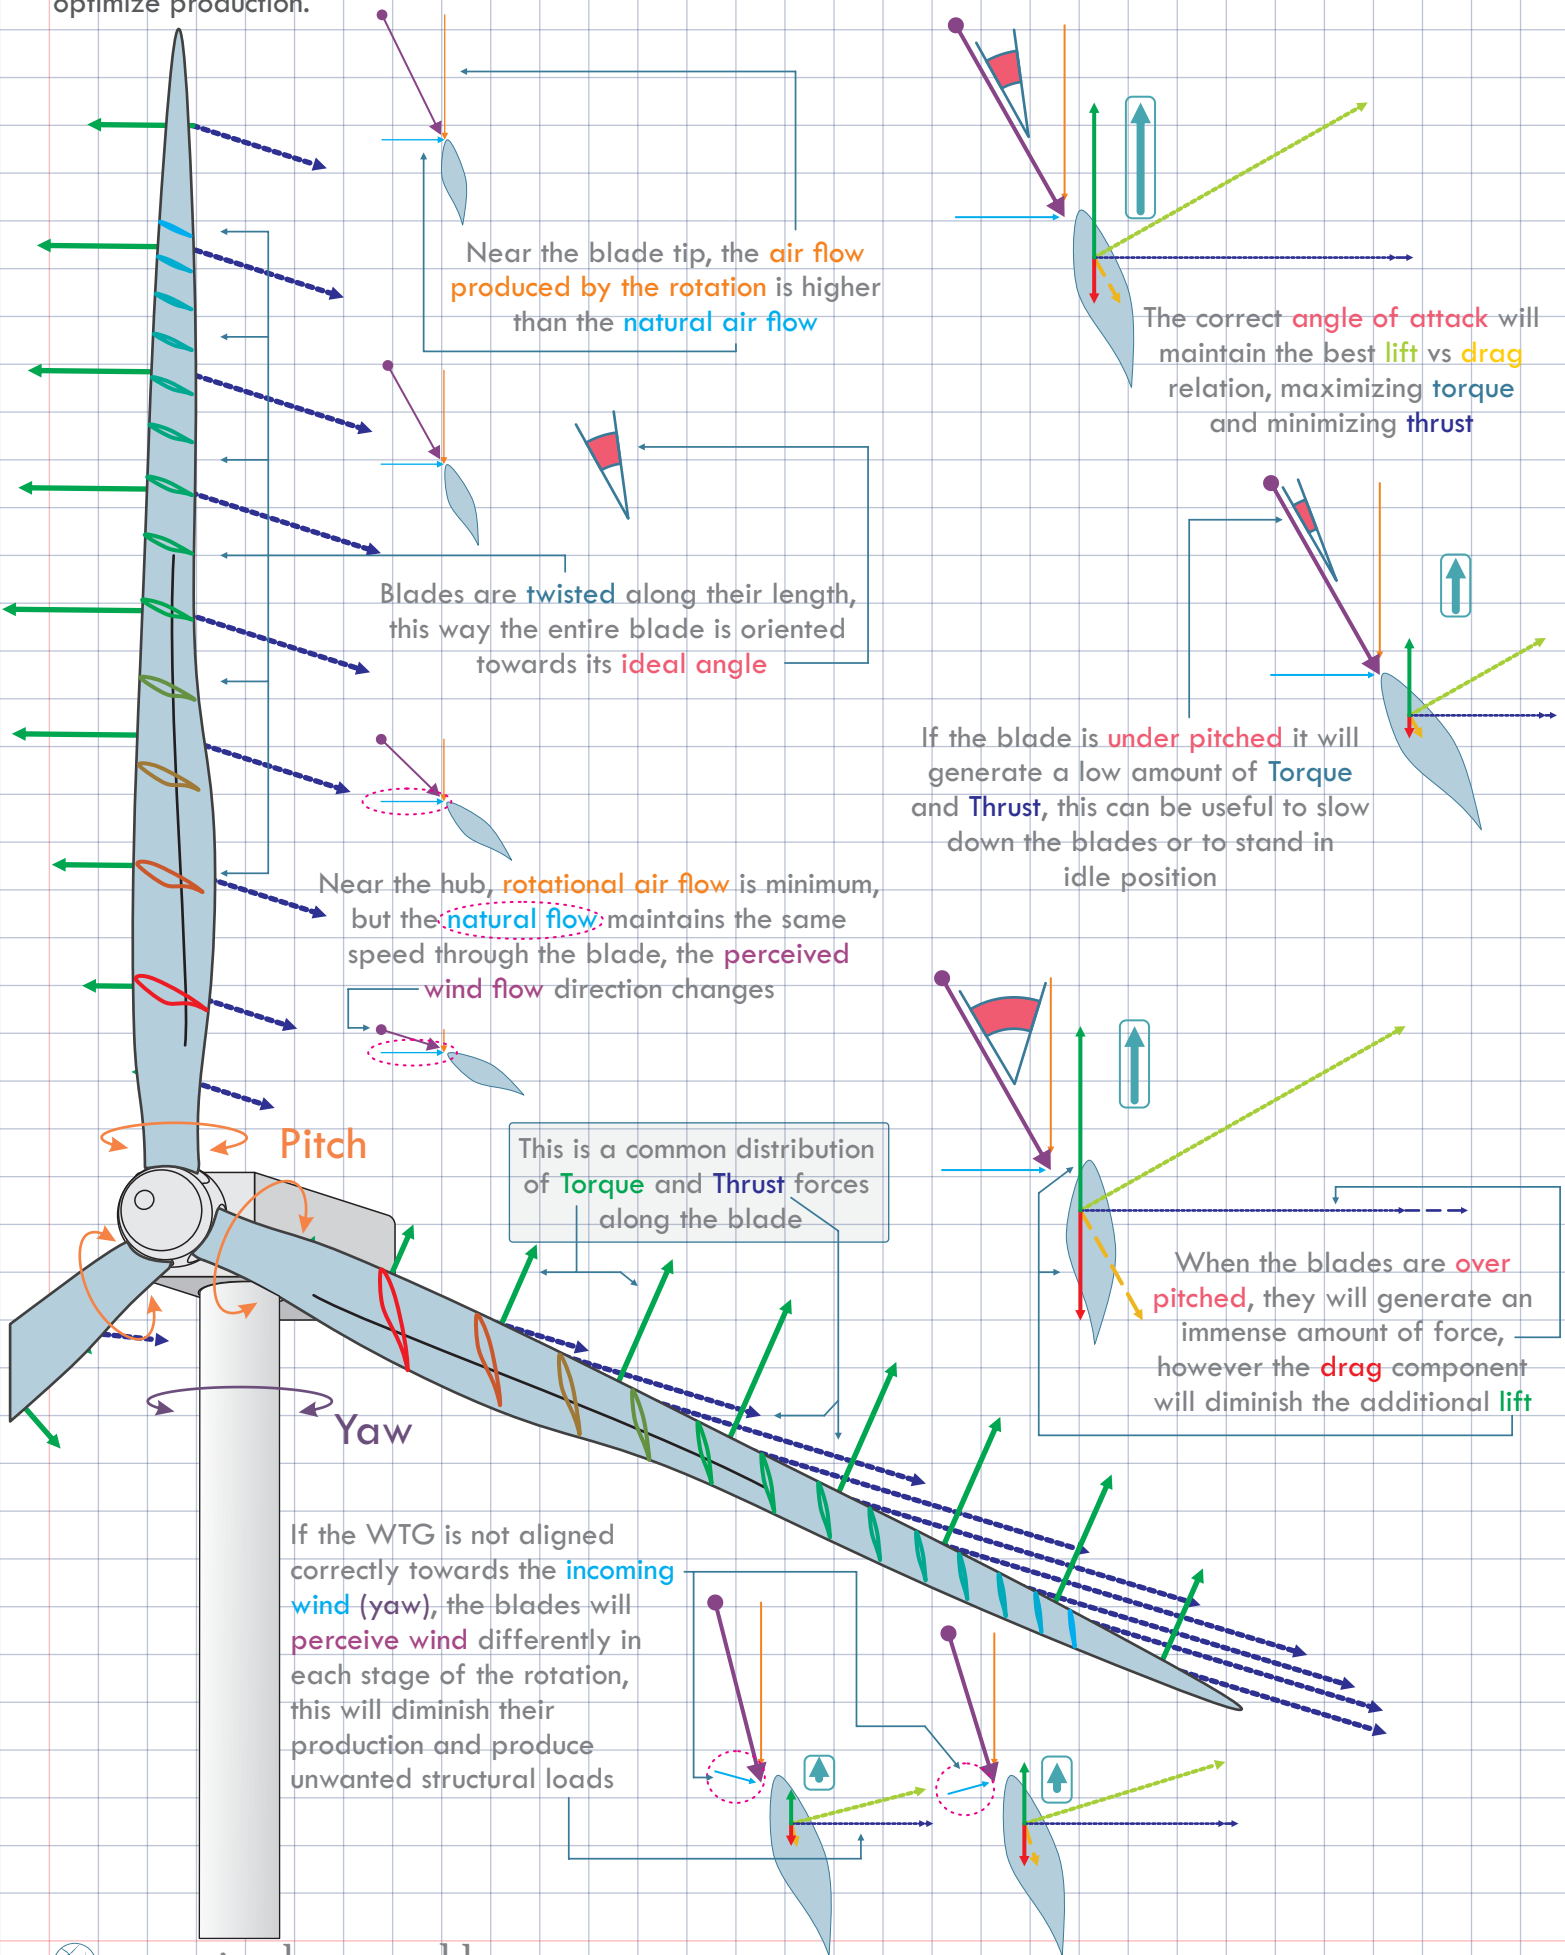 optimize production.
Near the blade tip, the air flow
produced by the rotation is higher
than the natural air flow
The correct angle of attack will
maintain the best lift vs drag
relation, maximizing torque
and minimizing thrust
Blades are twisted along their length,
this way the entire blade is oriented
towards its ideal angle
If the blade is under pitched it will
generate a low amount of Torque
and Thrust, this can be useful to slow
down the blades or to stand in
idle position
Near the hub, rotational air flow is minimum,
but the natural flow maintains the same
speed through the blade, the perceived
wind flow direction changes
Pitch
This is a common distribution
of Torque and Thrust forces
along the blade
When the blades are over
pitched, they will generate an
immense amount of force,
however the drag component
will diminish the additional lift
Yaw
If the WTG is not aligned
correctly towards the incoming
wind (yaw), the blades will
perceive wind differently in
each stage of the rotation,
this will diminish their
production and produce
unwanted structural loads